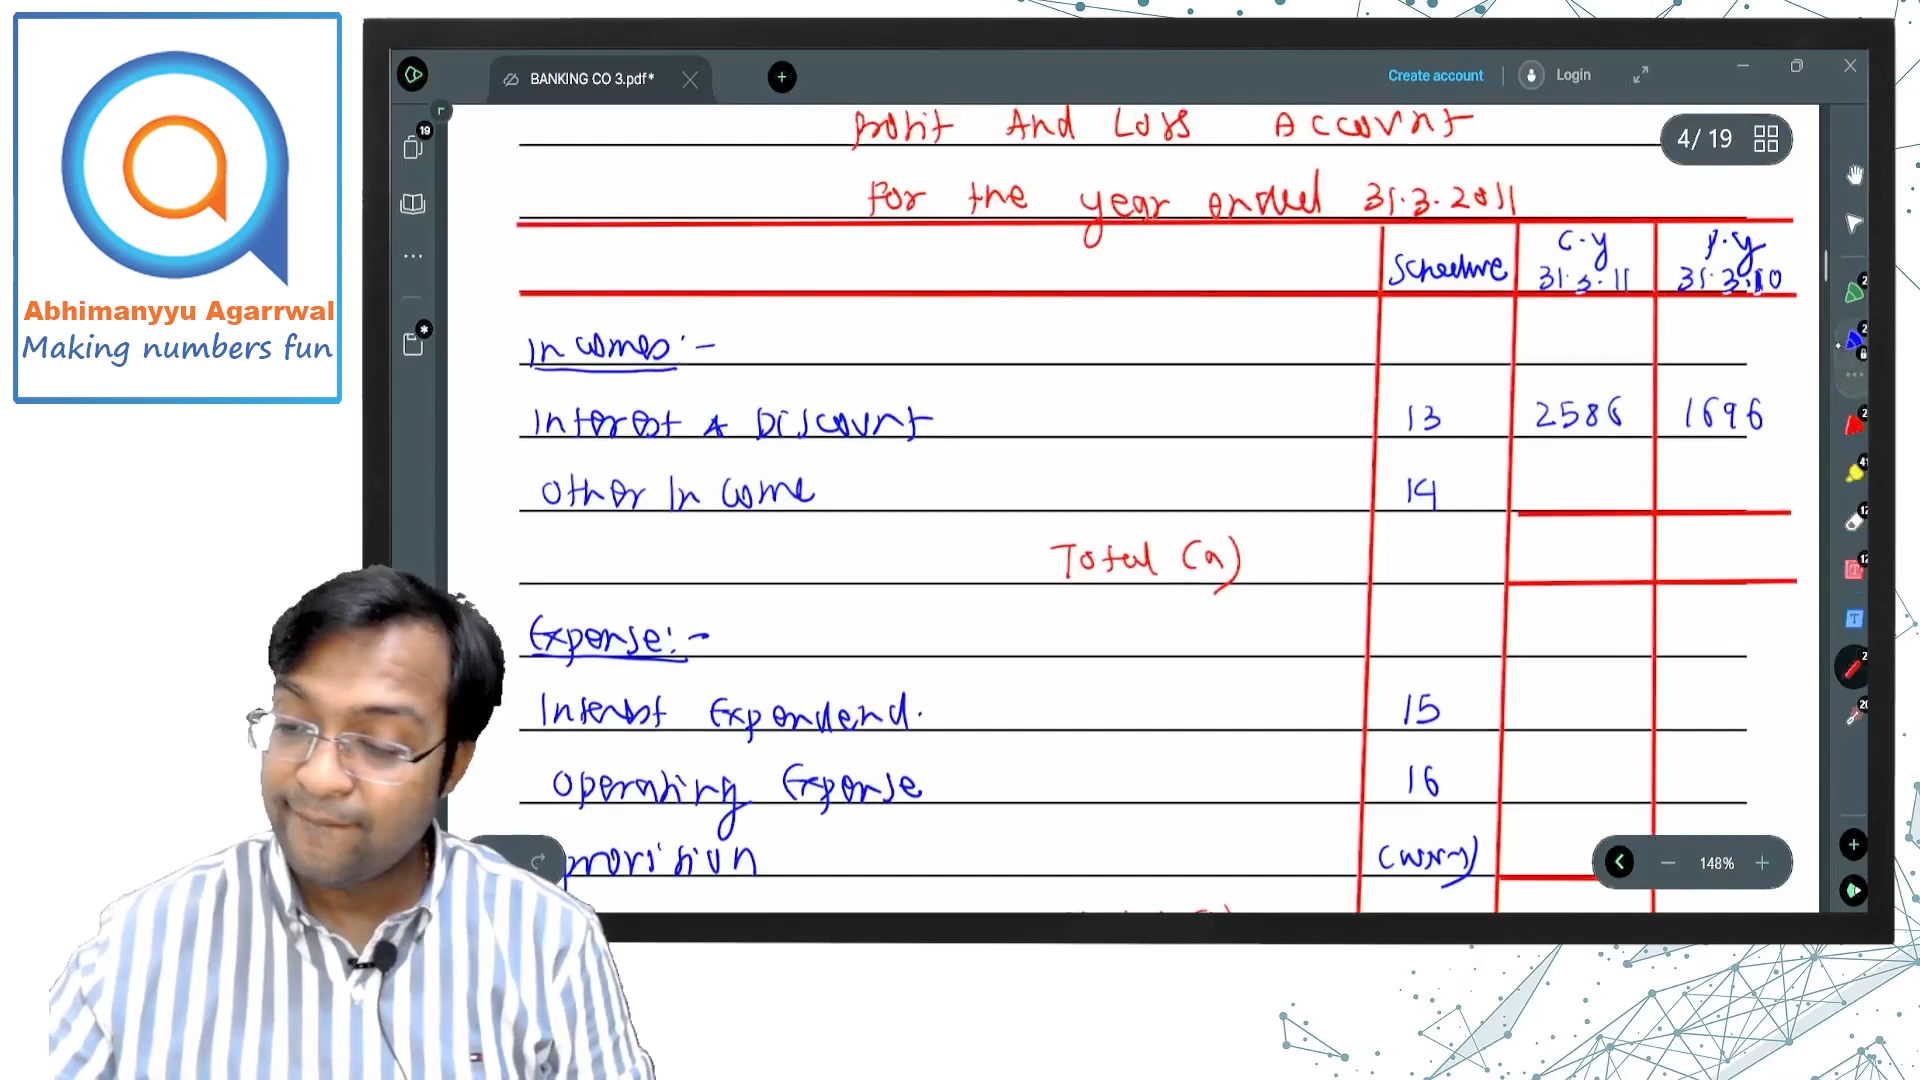 BANKING CO 3.pdf*
Create account
Login
19
4/ 19
Profit And Loss Account
For the year ended 31.3.2011
Schedule
C.Y
31.3.11
P.Y
31.3.10
Incomes:-
Interest & Discount 13 2586 1696
Other Income 14
Total (a)
Expense:-
Interest Expendend. 15
Operating Expense 16
Provision
148%
Abhimanyyu Agarrwal
Making numbers fun